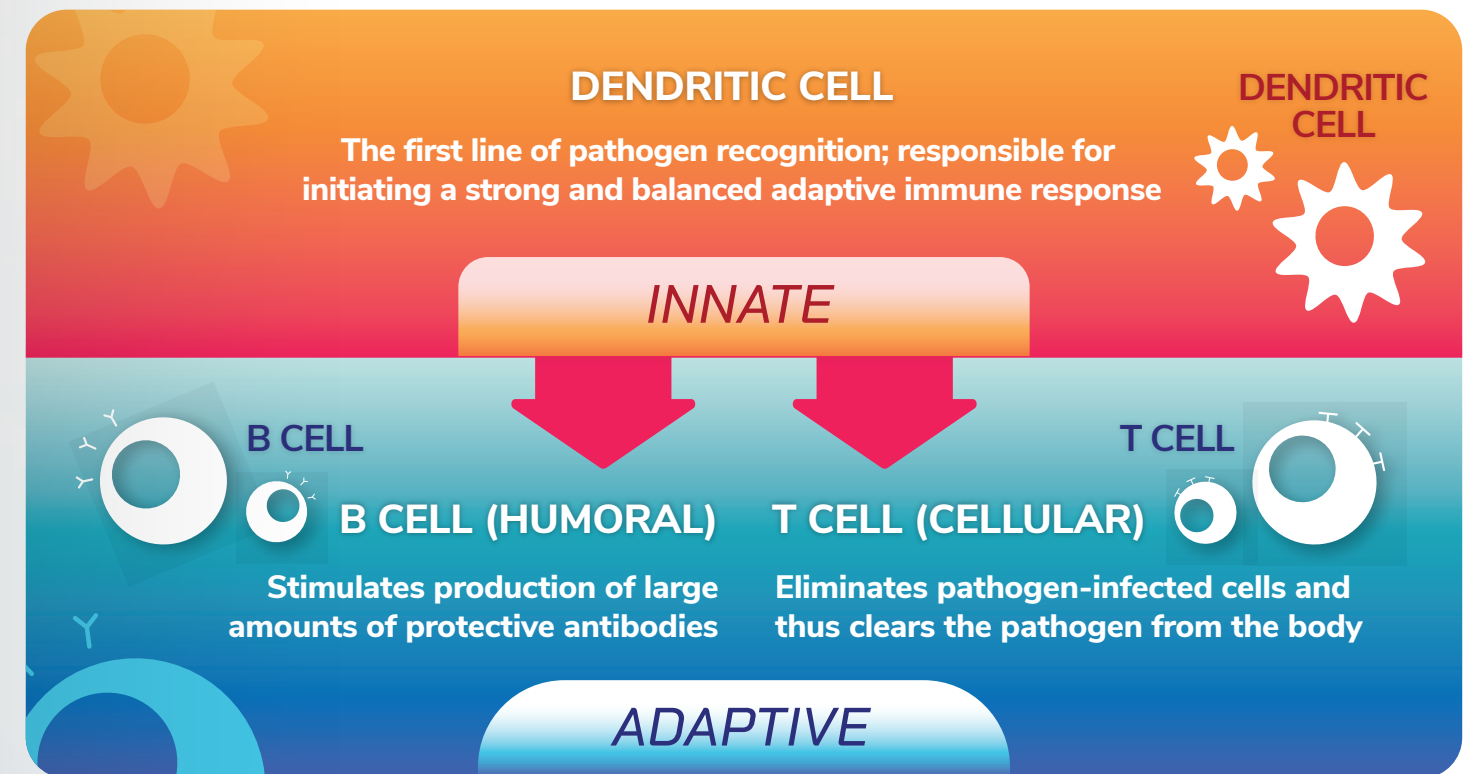 DENDRITIC CELL
The first line of pathogen recognition; responsible for
initiating a strong and balanced adaptive immune response
DENDRITIC
CELL
INNATE
B CELL
B CELL (HUMORAL)
Stimulates production of large
amounts of protective antibodies
T CELL
T CELL (CELLULAR)
Eliminates pathogen-infected cells and
thus clears the pathogen from the body
ADAPTIVE